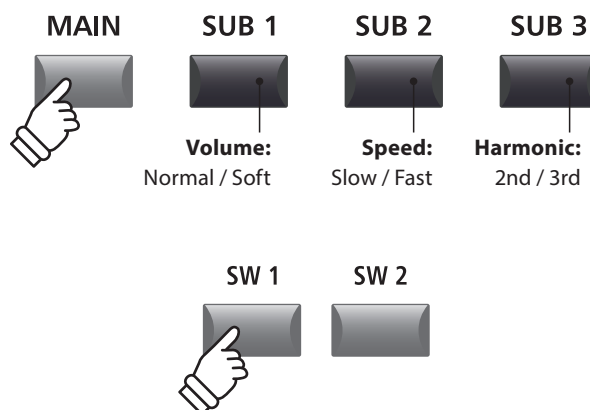 MAIN SUB 1 SUB 2 SUB 3
Volume: Speed: Harmonic:
Normal / Soft Slow / Fast 2nd / 3rd
SW 1 SW 2